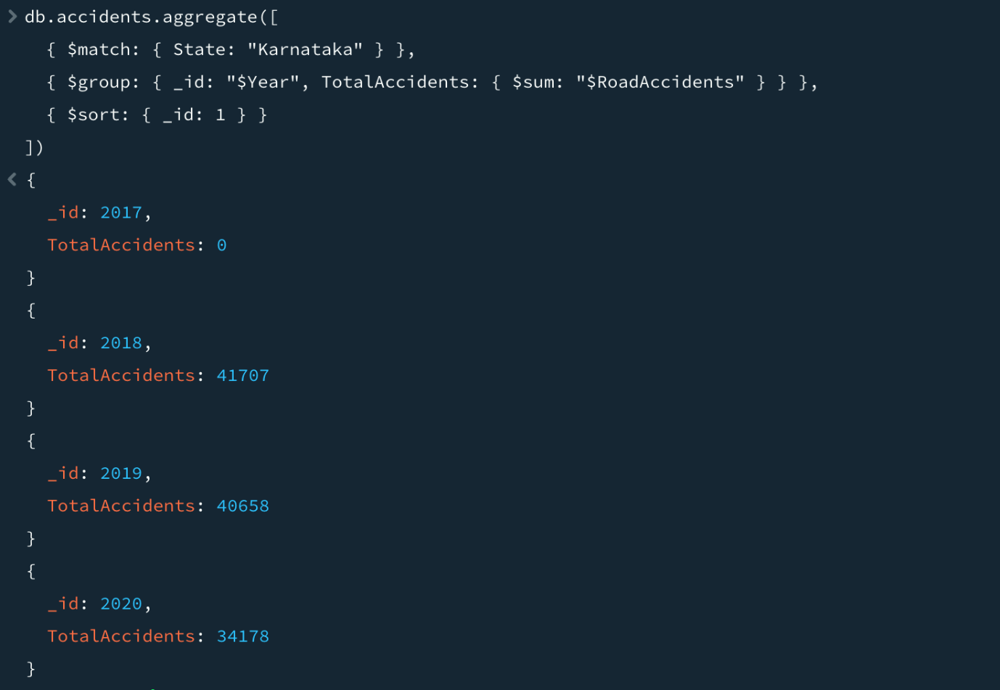 > db.accidents.aggregate([
{ $match: { State: "Karnataka" } },
{ $group: { _id: "$Year", TotalAccidents: { $sum: "$RoadAccidents" } } },
{ $sort: { _id: 1 } }
])
< {
_id: 2017,
TotalAccidents: 0
}
{
_id: 2018,
TotalAccidents: 41707
}
{
_id: 2019,
TotalAccidents: 40658
}
{
_id: 2020,
TotalAccidents: 34178
}